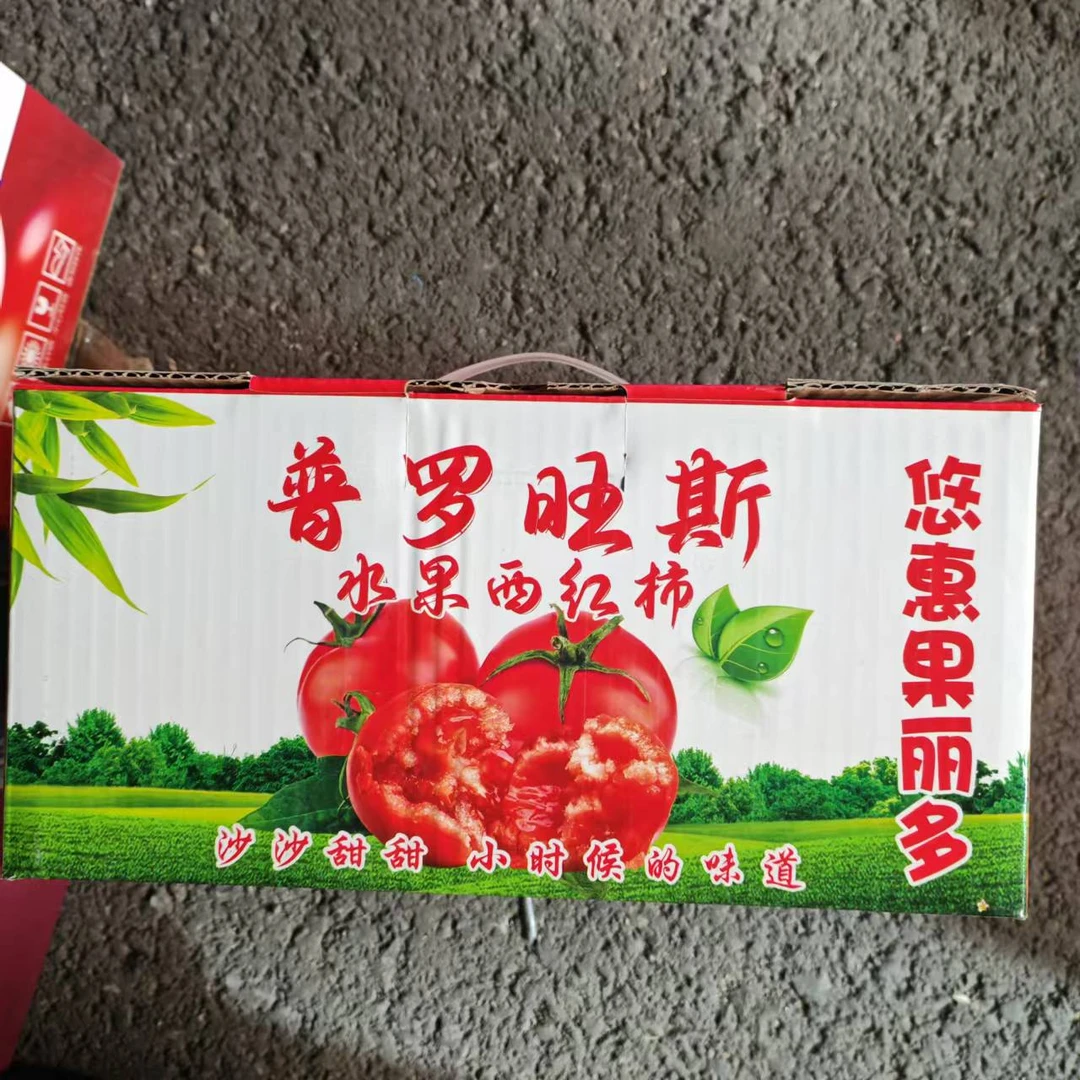 普罗旺斯
水果西红柿
悠惠果丽多
沙沙甜甜 小时候的味道